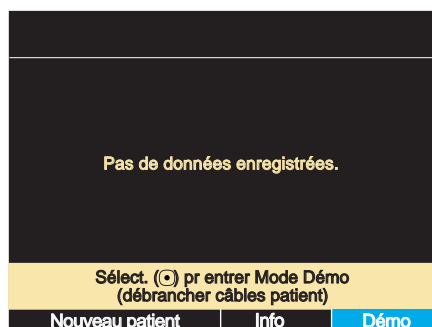 Pas de données enregistrées.
Sélect. (⊙) pr entrer Mode Démo
(débrancher câbles patient)
Nouveau patient Info Démo